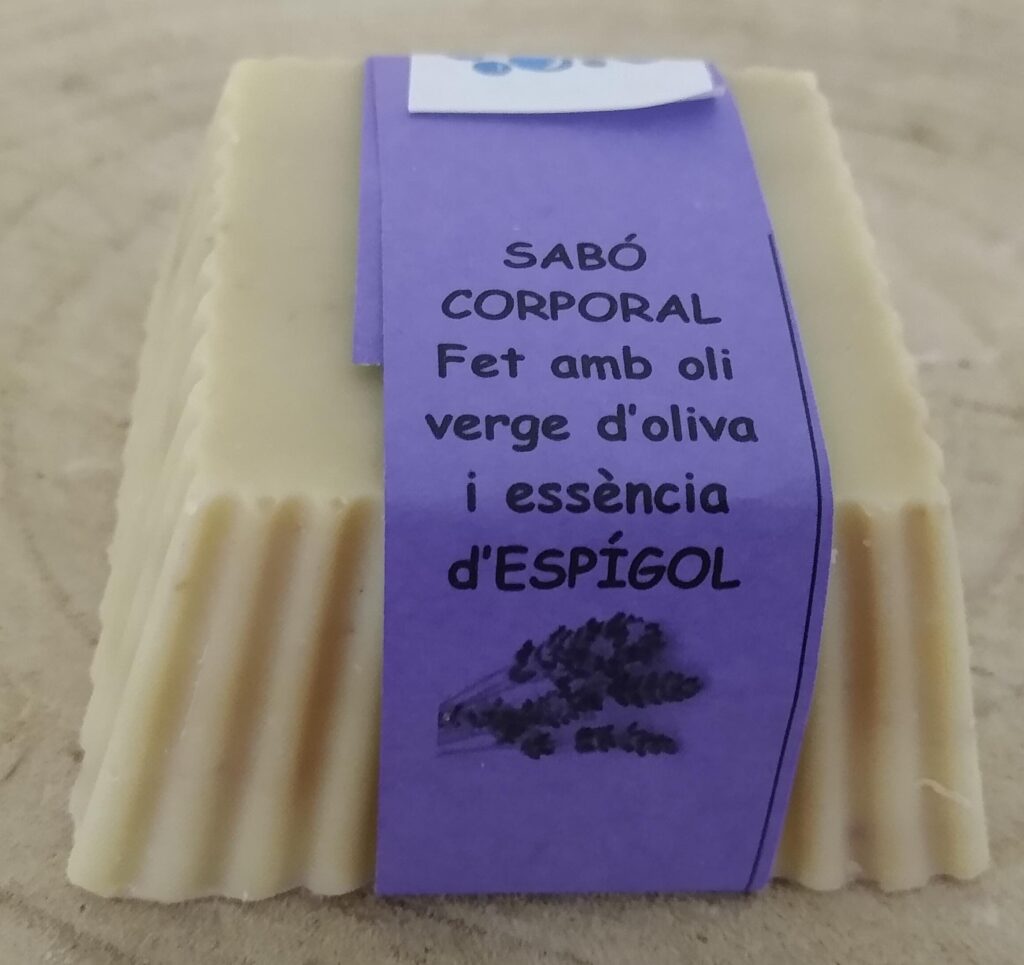 SABÓ
CORPORAL
Fet amb oli
verge d'oliva
i essència
d'ESPÍGOL